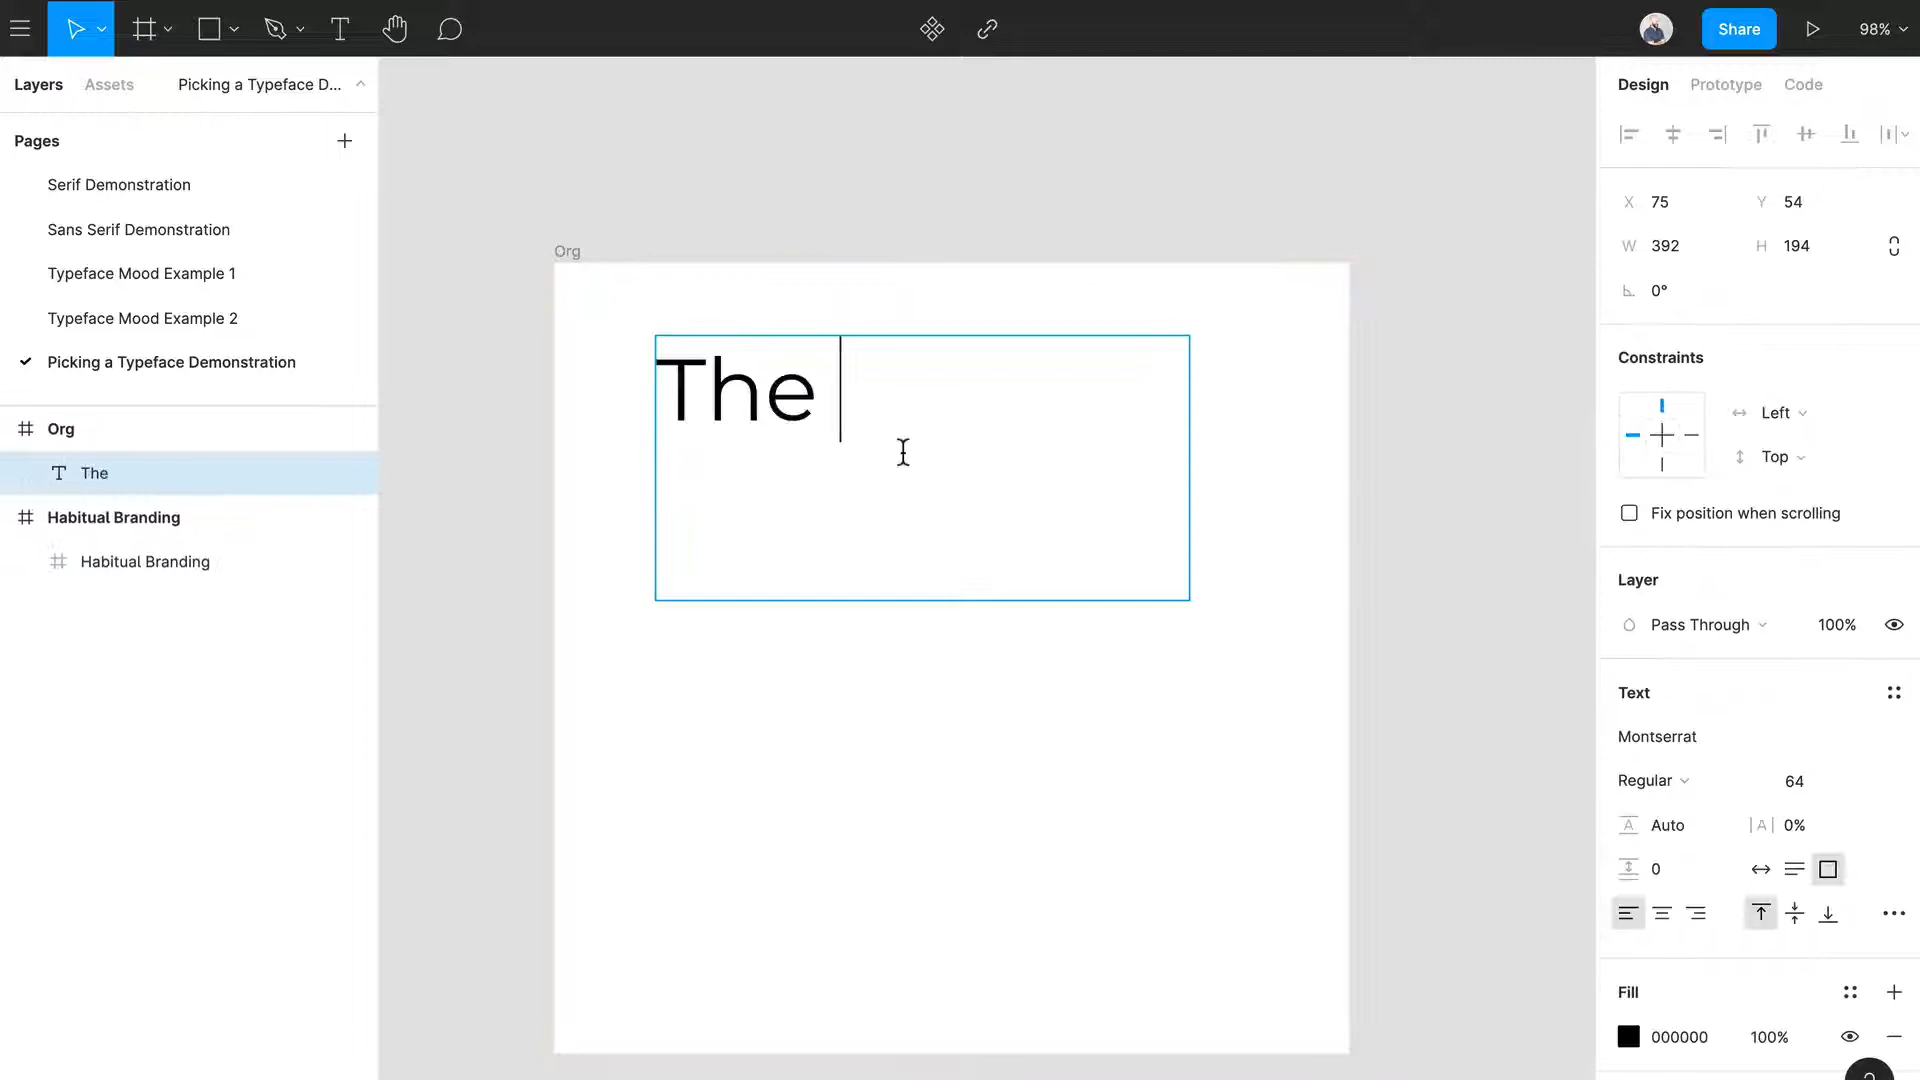 Share
98%
Layers
Assets
Picking a Typeface D...
Pages
Serif Demonstration
Sans Serif Demonstration
Typeface Mood Example 1
Typeface Mood Example 2
Picking a Typeface Demonstration
Org
The
Habitual Branding
Habitual Branding
Org
The
Design
Prototype
Code
X 75
Y 54
W 392
H 194
0°
Constraints
Left
Top
Fix position when scrolling
Layer
Pass Through
100%
Text
Montserrat
Regular
64
A Auto
|A| 0%
0
Fill
000000
100%